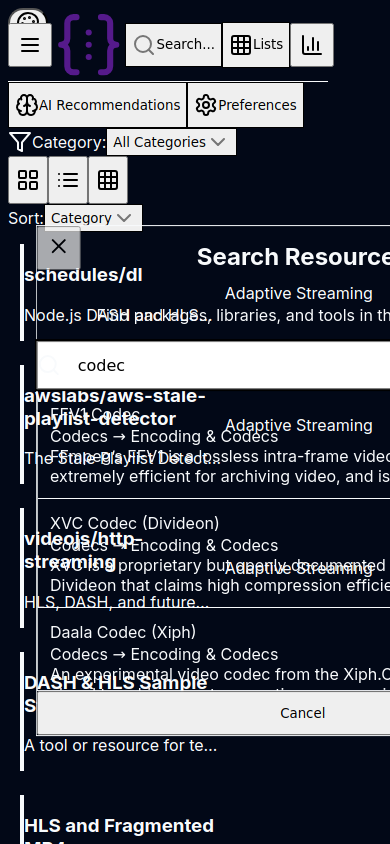 Search...
Lists
AI Recommendations
Preferences
Category:
All Categories
Sort:
Category
Search Resource
schedules/dl
Adaptive Streaming
Node.js DASH and HLS...
Find packages, libraries, and tools in th
codec
awslabs/aws-stale-
playlist-detector
FFV1 Codec
Adaptive Streaming
Codecs → Encoding & Codecs
The Stale Playlist Detect...
FFmpeg's FFV1 is a lossless intra-frame video
extremely efficient for archiving video, and is
XVC Codec (Divideon)
videojs/http-
streaming
Codecs → Encoding & Codecs
XVC is a proprietary but openly documented
Adaptive Streaming
Divideon that claims high compression efficie
HLS, DASH, and future...
Daala Codec (Xiph)
Codecs → Encoding & Codecs
An experimental video codec from the Xiph.C
DASH & HLS Sample
S
Cancel
A tool or resource for te...
HLS and Fragmented
MP4